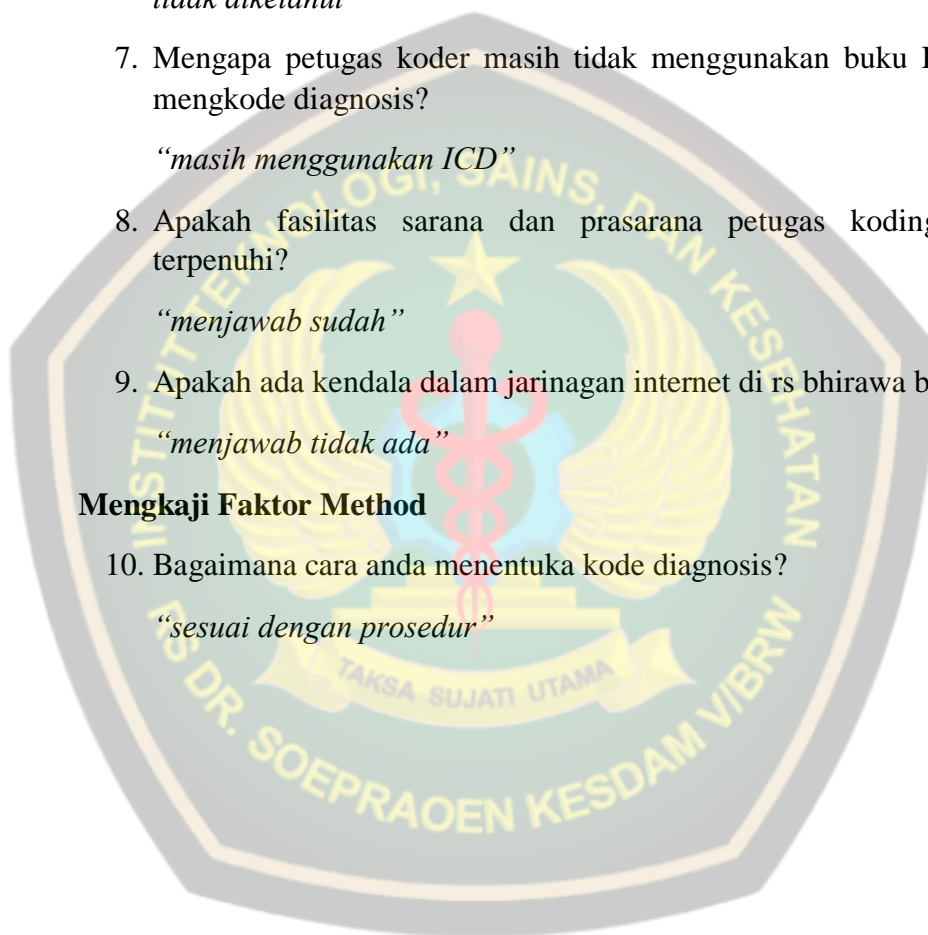 tidak diketahui
7. Mengapa petugas koder masih tidak menggunakan buku
mengkode diagnosis?
“masih menggunakan ICD”
8. Apakah fasilitas sarana dan prasarana petugas koding
terpenuhi?
“menjawab sudah”
9. Apakah ada kendala dalam jarinagan internet di rs bhirawa
“menjawab tidak ada”
Mengkaji Faktor Method
10. Bagaimana cara anda menentuka kode diagnosis?
“sesuai dengan prosedur”
INSTITUT TEKNOLOGI, SAINS, DAN KESEHATAN
TAKSA SUJATI UTAMA
RS DR. SOEPRAOEN KESDAM V/BRW